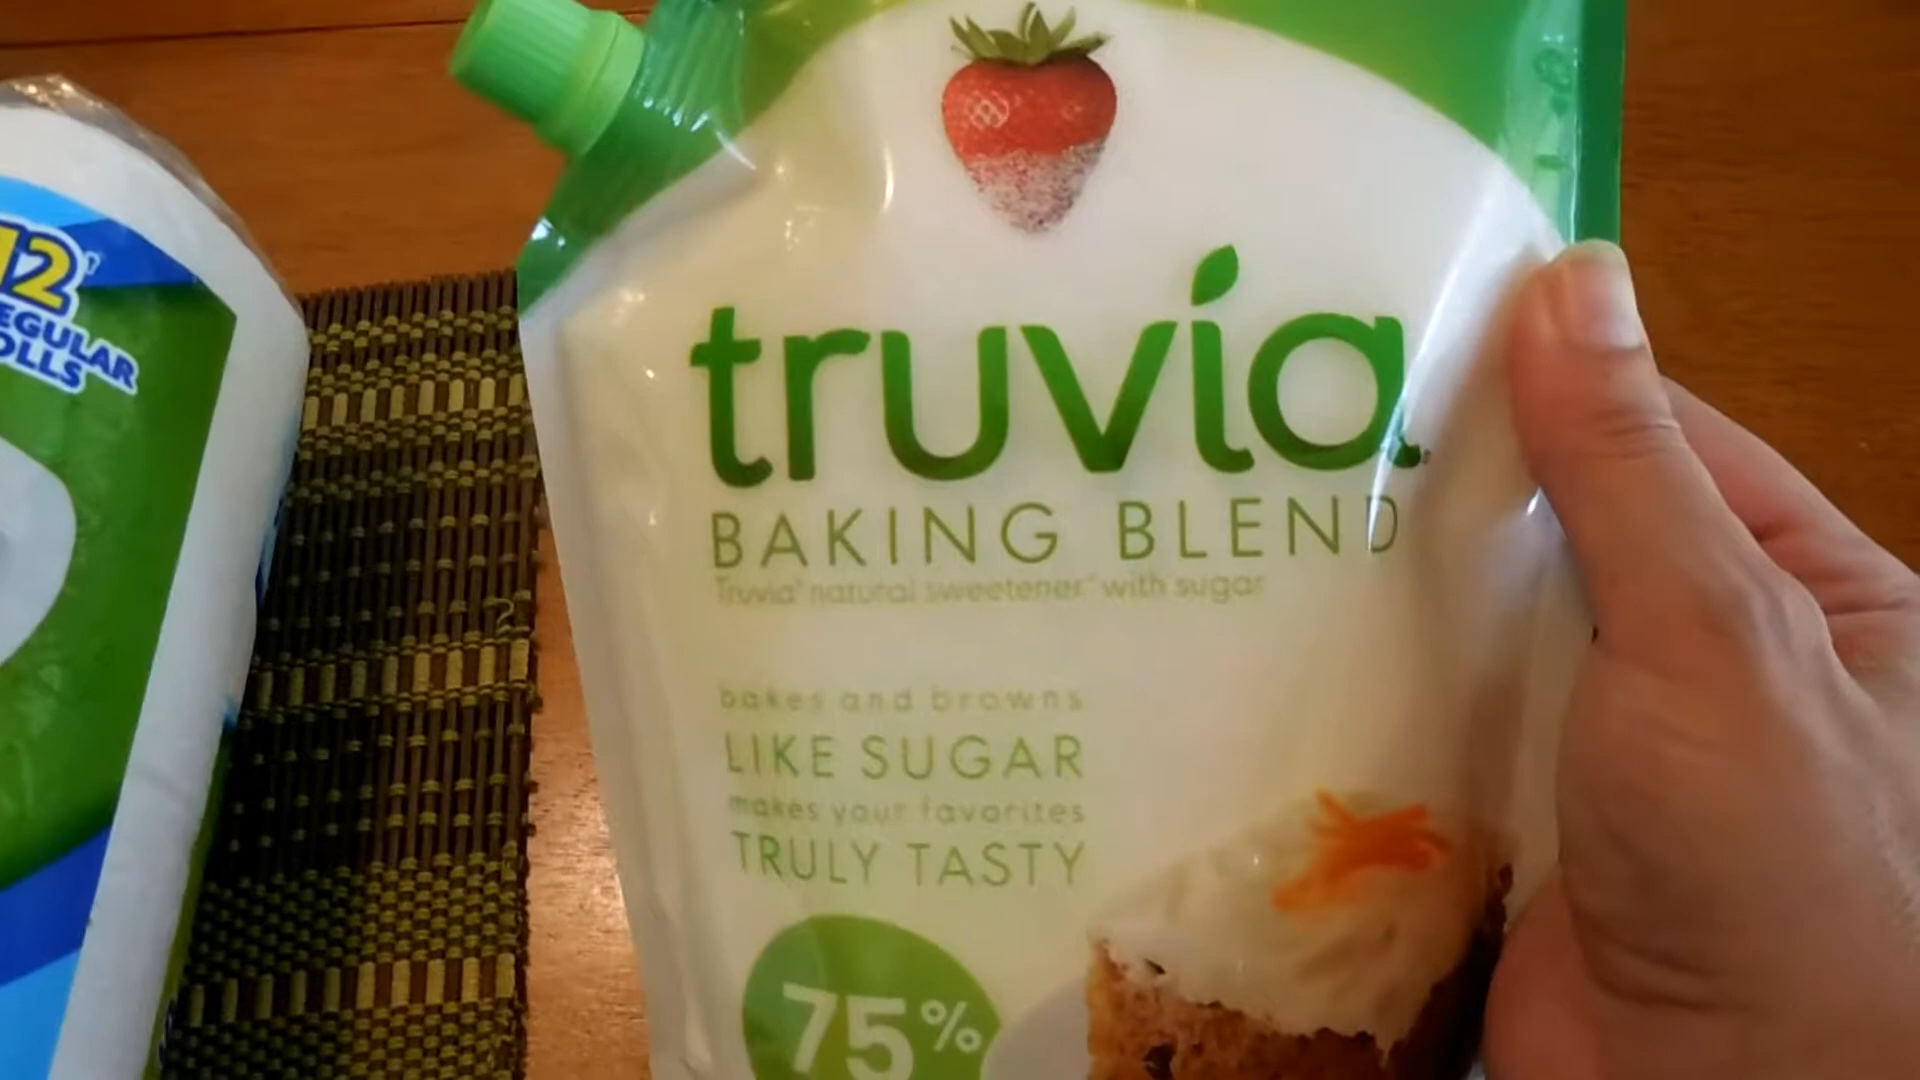 12
REGULAR
ROLLS
truvia
BAKING BLEND
Truvia® natural sweetener with sugar
bakes and browns
LIKE SUGAR
makes your favorites
TRULY TASTY
75%